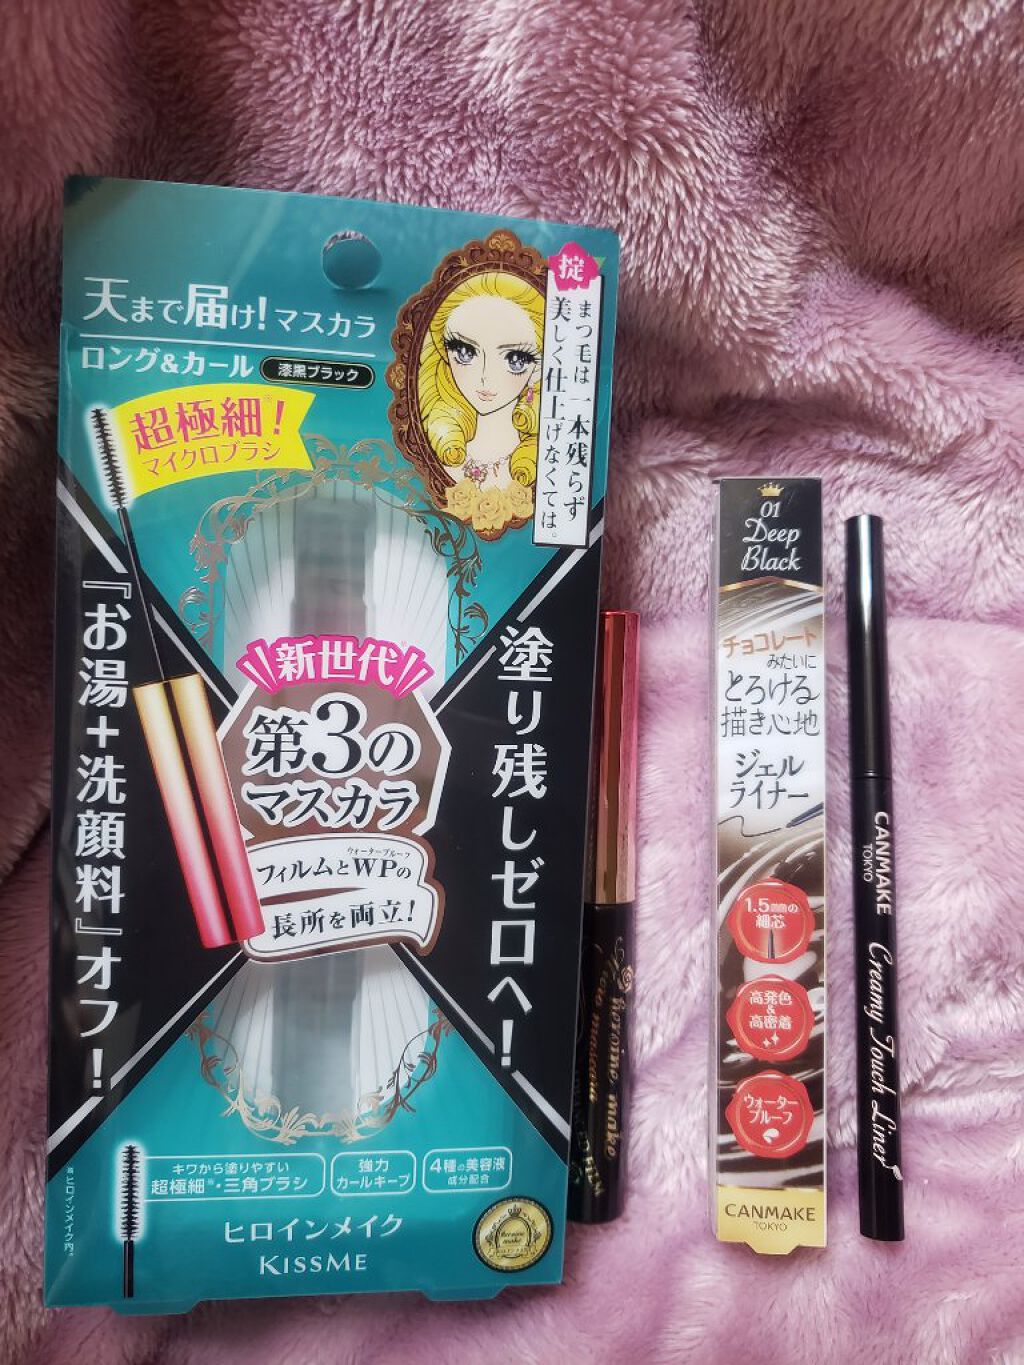 天まで届け!マスカラ
ロング&カール 漆黒ブラック
超極細※!
マイクロブラシ
掟
まつ毛は一本残らず
美しく仕上げなくては。
『お湯+洗顔料』オフ!
塗り残しゼロへ!
新世代
第3の
マスカラ
ウォータープルーフ
フィルムとWPの
長所を両立!
キワから塗りやすい
超極細※・三角ブラシ
強力
カールキープ
4種の美容液
成分配合
※ヒロインメイク内。
ヒロインメイク
KISSME
heroine make
01
Deep
Black
チョコレート
みたいに
とろける
描き心地
ジェル
ライナー
1.5mmの
細芯
高発色
&
高密着
ウォーター
プルーフ
CANMAKE
TOKYO
CANMAKE
TOKYO
Creamy Touch Liner